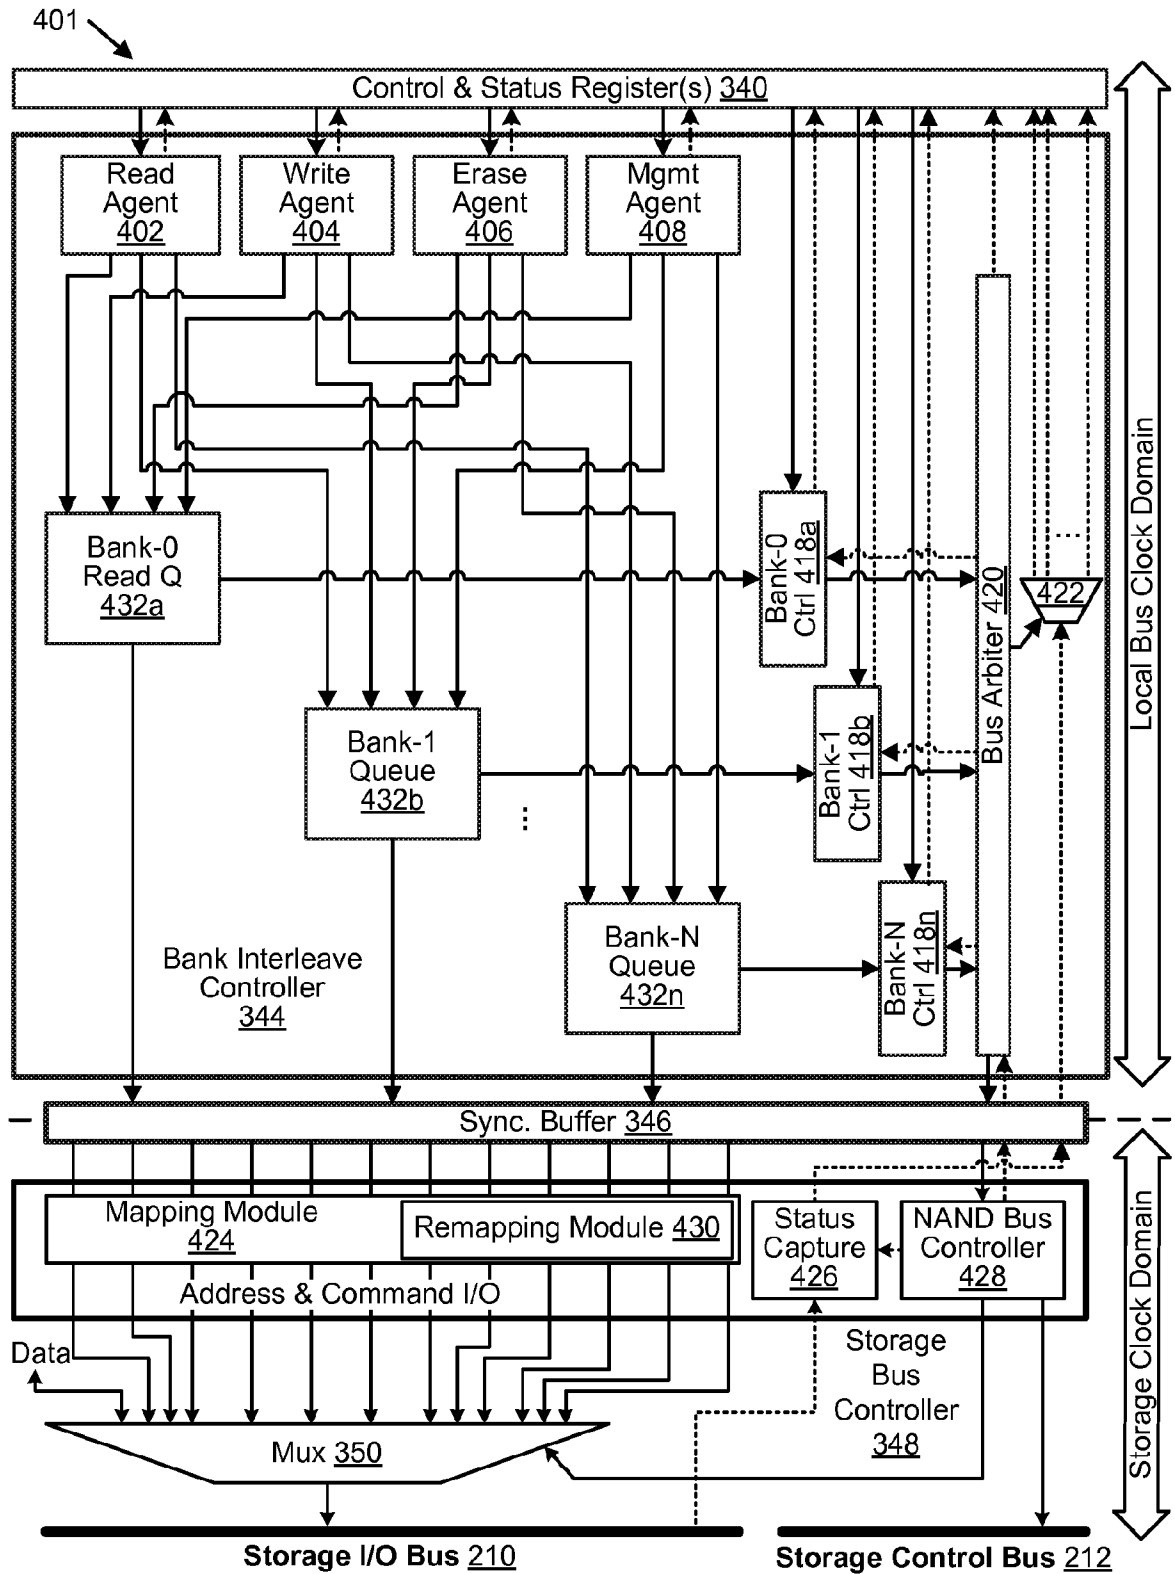 401
Control & Status Register(s) 340
Read
Agent
402
Write
Agent
404
Erase
Agent
406
Mgmt
Agent
408
Bank-0
Read Q
432a
Bank-0
Ctrl 418a
Bus Arbiter 420
...
422
Local Bus Clock Domain
Bank-1
Queue
432b
...
Bank-1
Ctrl 418b
Bank-N
Queue
432n
Bank-N
Ctrl 418n
Bank Interleave
Controller
344
Sync. Buffer 346
Mapping Module
424
Remapping Module 430
Status
Capture
426
NAND Bus
Controller
428
Address & Command I/O
Storage Clock Domain
Data
Storage
Bus
Controller
348
Mux 350
Storage I/O Bus 210
Storage Control Bus 212